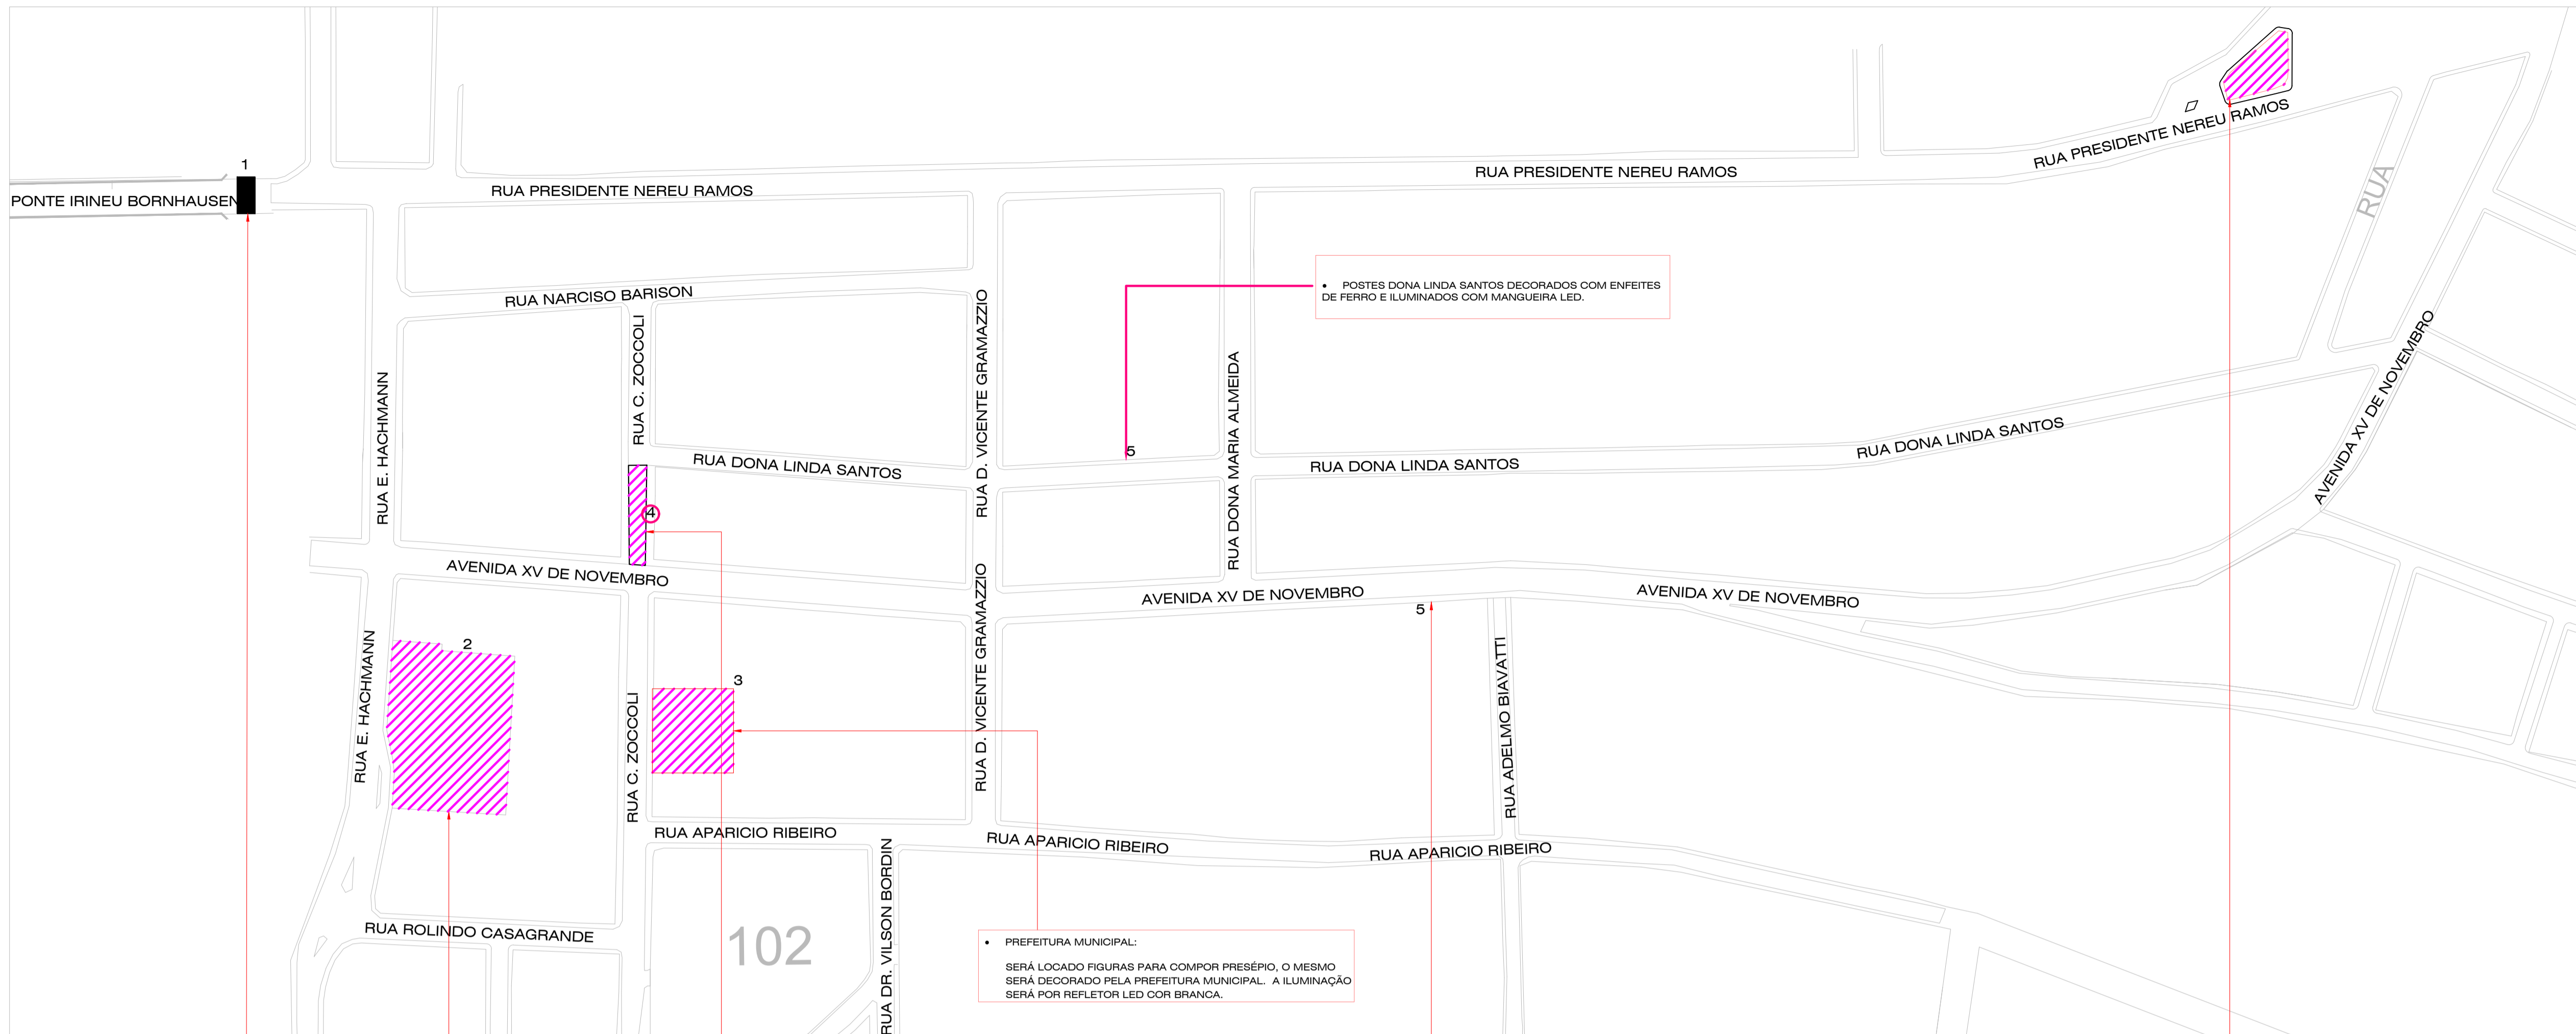 1
PONTE IRINEU BORNHAUSEN
RUA PRESIDENTE NEREU RAMOS
RUA PRESIDENTE NEREU RAMOS
RUA PRESIDENTE NEREU RAMOS
RUA
RUA NARCISO BARISON
• POSTES DONA LINDA SANTOS DECORADOS COM ENFEITES
DE FERRO E ILUMINADOS COM MANGUEIRA LED.
RUA C. ZOCCOLI
RUA D. VICENTE GRAMAZZIO
RUA E. HACHMANN
RUA DONA MARIA ALMEIDA
AVENIDA XV DE NOVEMBRO
5
RUA DONA LINDA SANTOS
RUA DONA LINDA SANTOS
RUA DONA LINDA SANTOS
4
AVENIDA XV DE NOVEMBRO
AVENIDA XV DE NOVEMBRO
5
AVENIDA XV DE NOVEMBRO
2
3
RUA E. HACHMANN
RUA C. ZOCCOLI
RUA D. VICENTE GRAMAZZIO
RUA ADELMO BIAVATTI
RUA APARICIO RIBEIRO
RUA APARICIO RIBEIRO
RUA APARICIO RIBEIRO
RUA ROLINDO CASAGRANDE
102
RUA DR. VILSON BORDIN
• PREFEITURA MUNICIPAL:
SERÁ LOCADO FIGURAS PARA COMPOR PRESÉPIO, O MESMO
SERÁ DECORADO PELA PREFEITURA MUNICIPAL. A ILUMINAÇÃO
SERÁ POR REFLETOR LED COR BRANCA.